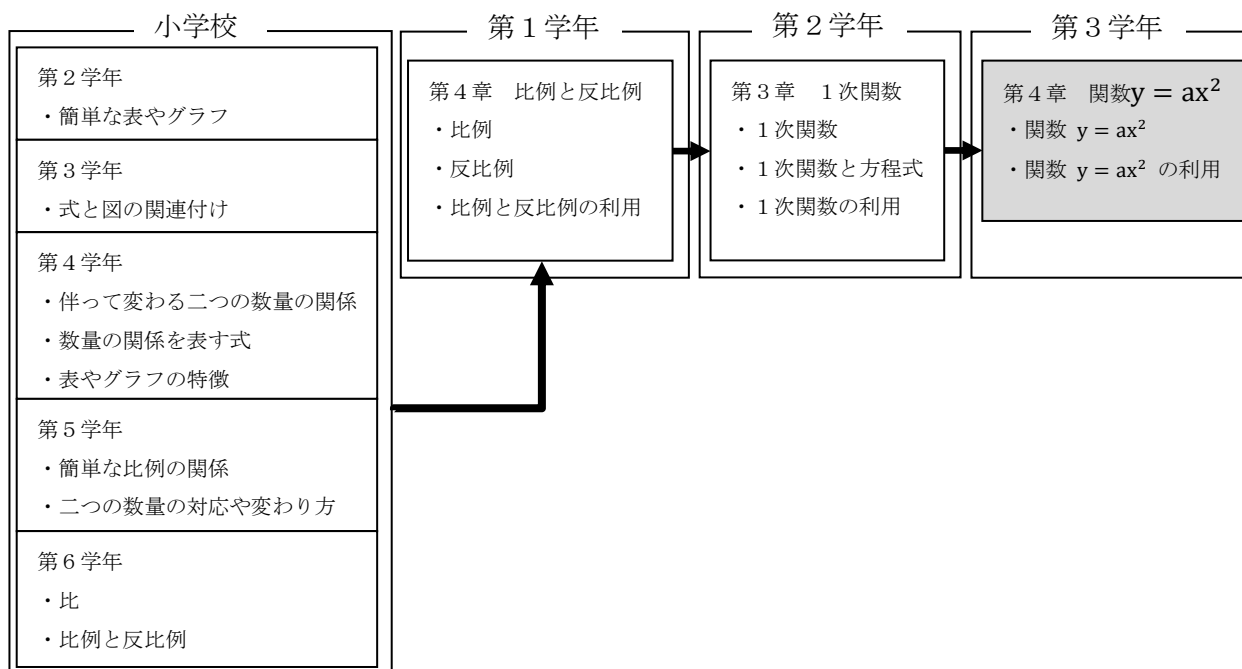 小学校
第２学年
・簡単な表やグラフ
第３学年
・式と図の関連付け
第４学年
・伴って変わる二つの数量の関係
・数量の関係を表す式
・表やグラフの特徴
第５学年
・簡単な比例の関係
・二つの数量の対応や変わり方
第６学年
・比
・比例と反比例
第１学年
第４章　比例と反比例
・比例
・反比例
・比例と反比例の利用
第２学年
第３章　１次関数
・１次関数
・１次関数と方程式
・１次関数の利用
第３学年
第４章　関数y = ax²
・関数 y = ax²
・関数 y = ax² の利用